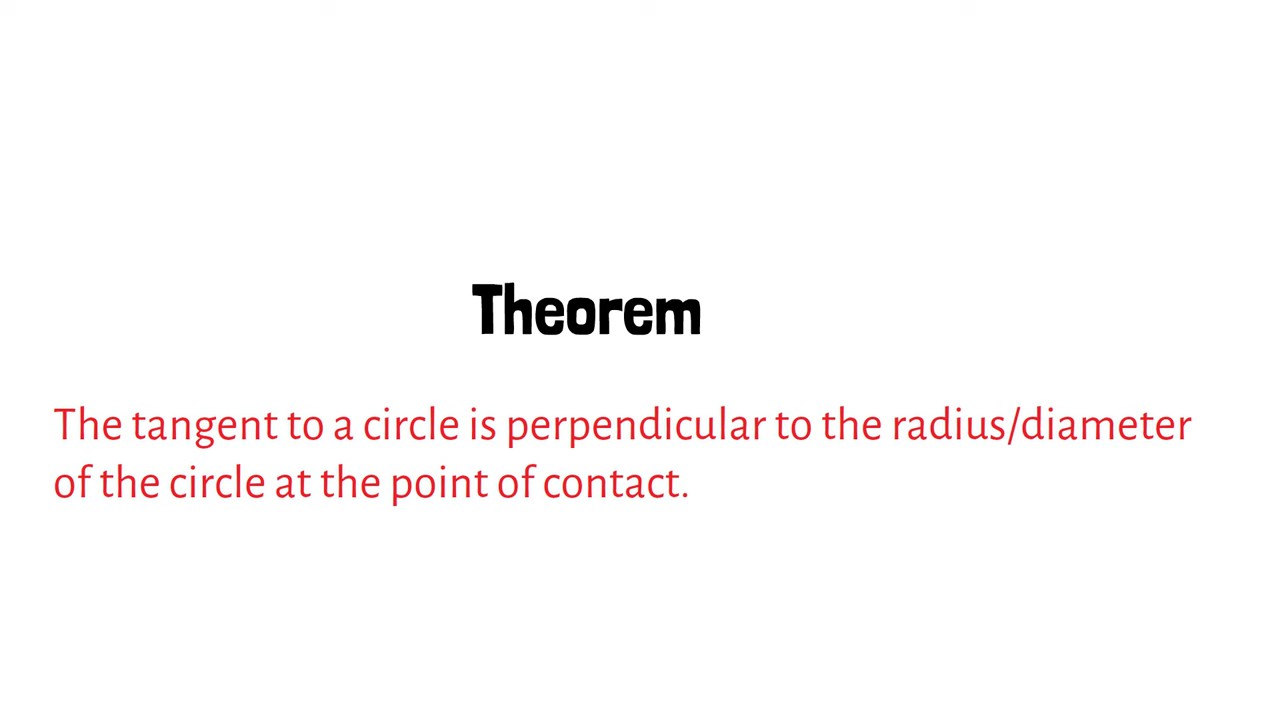 Theorem
The tangent to a circle is perpendicular to the radius/diameter
of the circle at the point of contact.